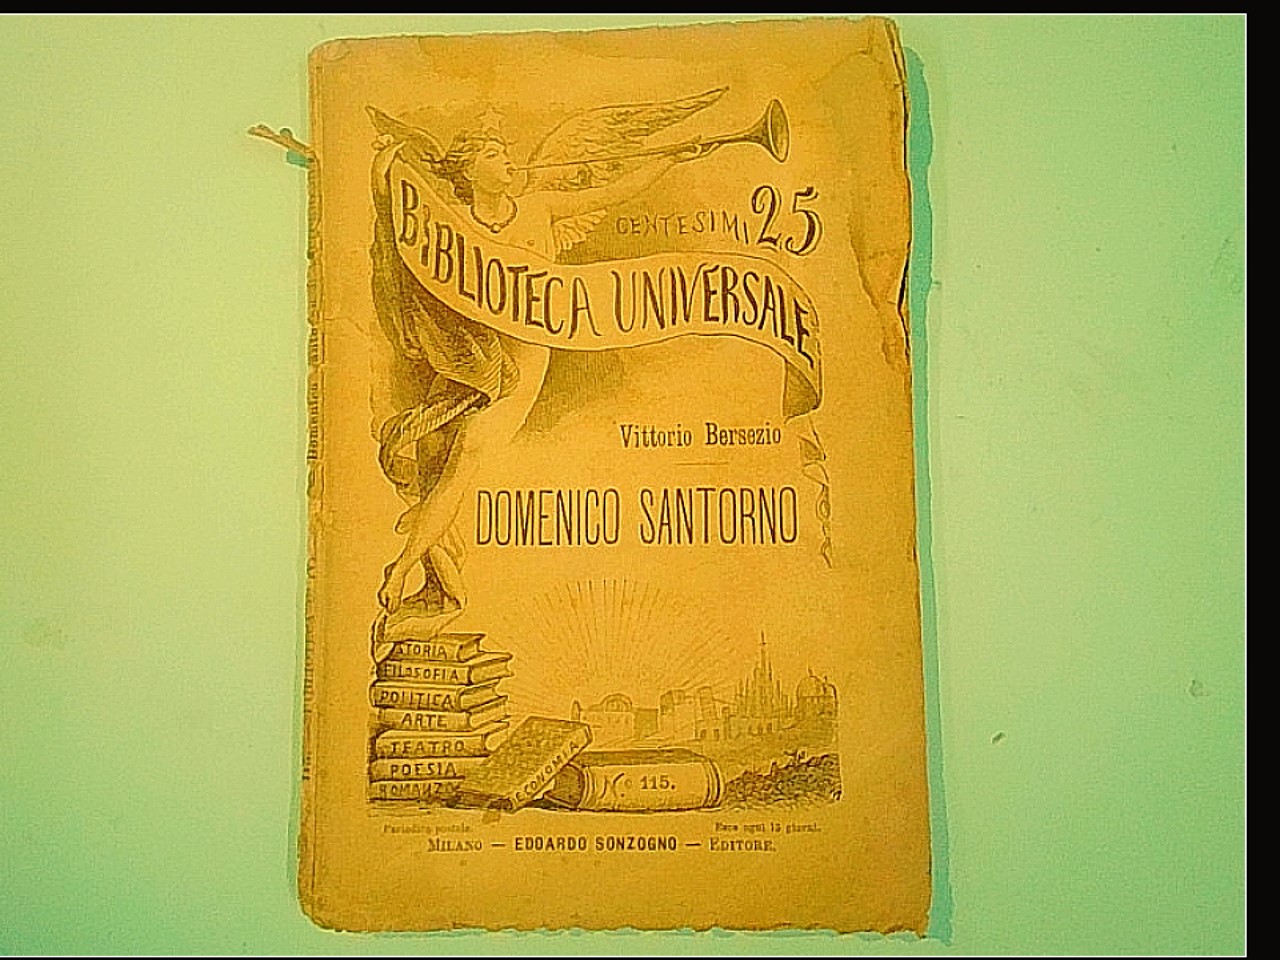 CENTESIMI 25
BIBLIOTECA UNIVERSALE
Vittorio Bersezio
DOMENICO SANTORNO
STORIA
FILOSOFIA
POLITICA
ARTE
TEATRO
POESIA
ROMANZI
ECONOMIA
N.o 115.
Periodico postale.
Esce ogni 15 giorni.
MILANO — EDOARDO SONZOGNO — EDITORE.